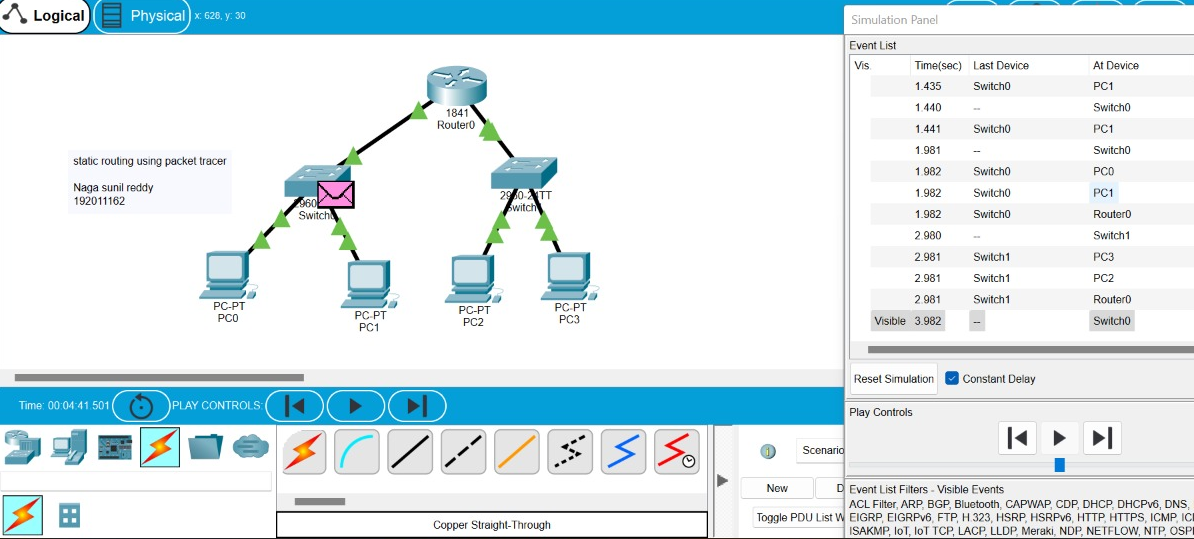 Logical
Physical
x: 628, y: 30
Simulation Panel
Event List
Vis. Time(sec) Last Device At Device
1.435 Switch0 PC1
1.440 -- Switch0
1.441 Switch0 PC1
1.981 -- Switch0
1.982 Switch0 PC0
1.982 Switch0 PC1
1.982 Switch0 Router0
2.980 -- Switch1
2.981 Switch1 PC3
2.981 Switch1 PC2
2.981 Switch1 Router0
Visible 3.982 -- Switch0
Reset Simulation Constant Delay
Play Controls
Event List Filters - Visible Events
ACL Filter, ARP, BGP, Bluetooth, CAPWAP, CDP, DHCP, DHCPv6, DNS,
EIGRP, EIGRPv6, FTP, H.323, HSRP, HSRPv6, HTTP, HTTPS, ICMP,
ISAKMP, IoT, IoT TCP, LACP, LLDP, Meraki, NDP, NETFLOW, NTP,
1841
Router0
static routing using packet tracer
Naga sunil reddy
192011162
2960
Switch0
PC-PT
PC0
PC-PT
PC1
PC-PT
PC2
PC-PT
PC3
Time: 00:04:41.501
PLAY CONTROLS:
Scenario
New
Toggle PDU List
Copper Straight-Through